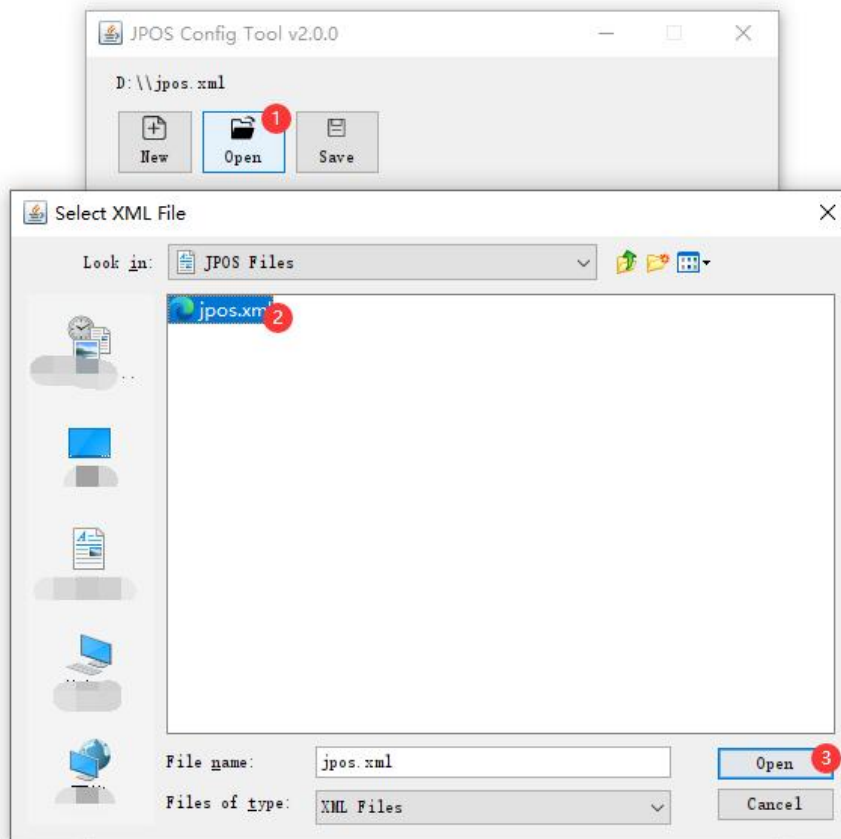 JPOS Config Tool v2.0.0
D:\\jpos.xml
1
New Open Save
Select XML File
Look in: JPOS Files
jpos.xml
2
File name: jpos.xml Open
3
Files of type: XML Files Cancel